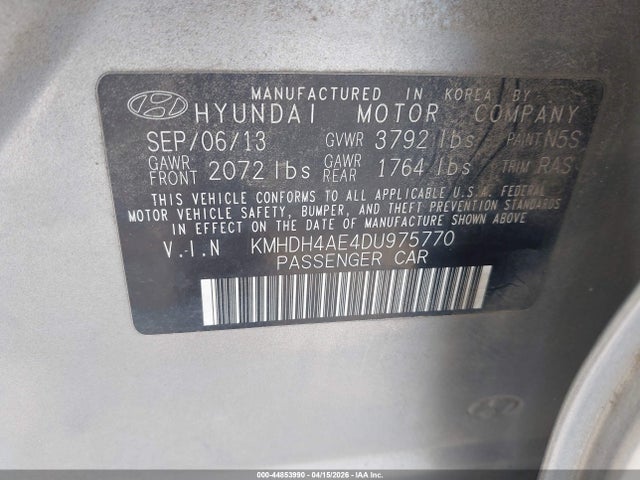 MANUFACTURED IN KOREA BY
HYUNDAI MOTOR COMPANY
SEP/06/13 GVWR 3792 lbs PAINT N5S
GAWR FRONT 2072 lbs GAWR REAR 1764 lbs TRIM RAS
THIS VEHICLE CONFORMS TO ALL APPLICABLE U.S.A. FEDERAL
MOTOR VEHICLE SAFETY, BUMPER, AND THEFT PREVENTION STANDARDS
IN EFFECT ON THE DATE OF MANUFACTURE SHOWN ABOVE
V.I.N KMHDH4AE4DU975770
PASSENGER CAR
000-44853990 - 04/15/2026 - IAA Inc.